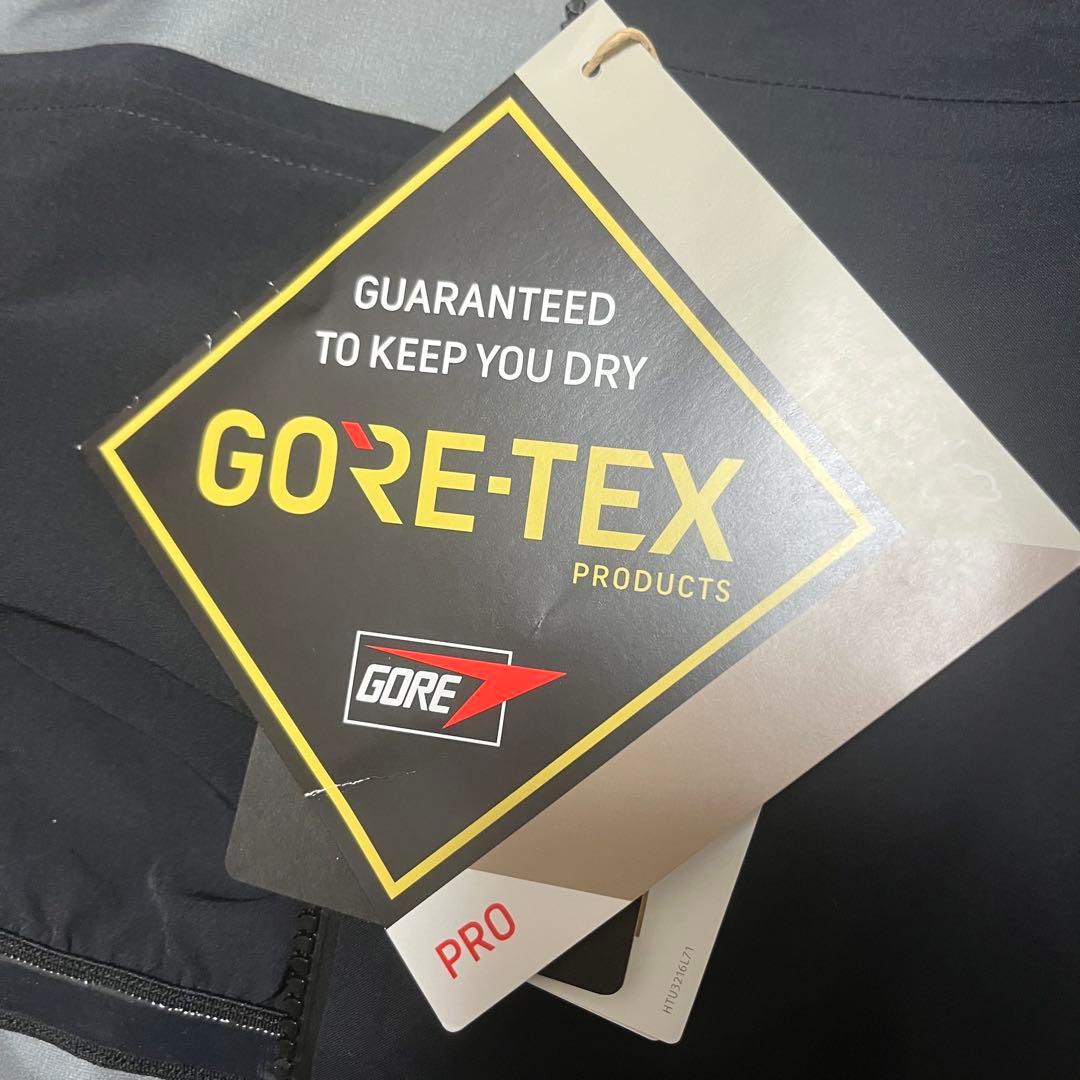 GUARANTEED
TO KEEP YOU DRY
GORE-TEX
PRODUCTS
GORE
PRO
HTU3216L71